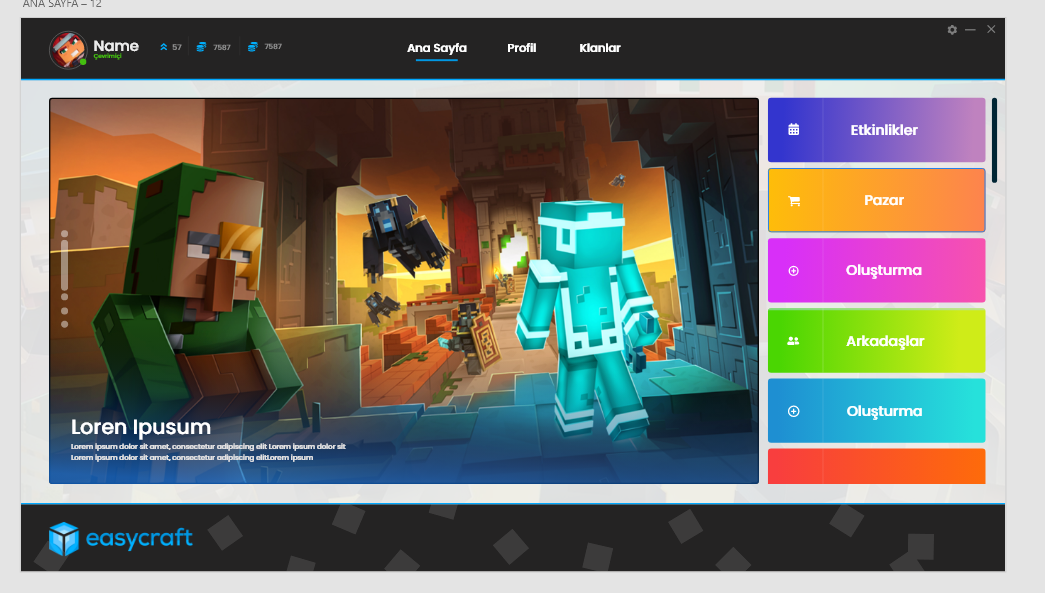 ANA SAYFA – 12
Name
Çevrimiçi
57
7587
7587
Ana Sayfa
Profil
Klanlar
Etkinlikler
Pazar
Oluşturma
Arkadaşlar
Oluşturma
Loren Ipusum
Lorem ipsum dolor sit amet, consectetur adipiscing elit Lorem ipsum dolor sit
Lorem ipsum dolor sit amet, consectetur adipiscing elitLorem ipsum
easycraft